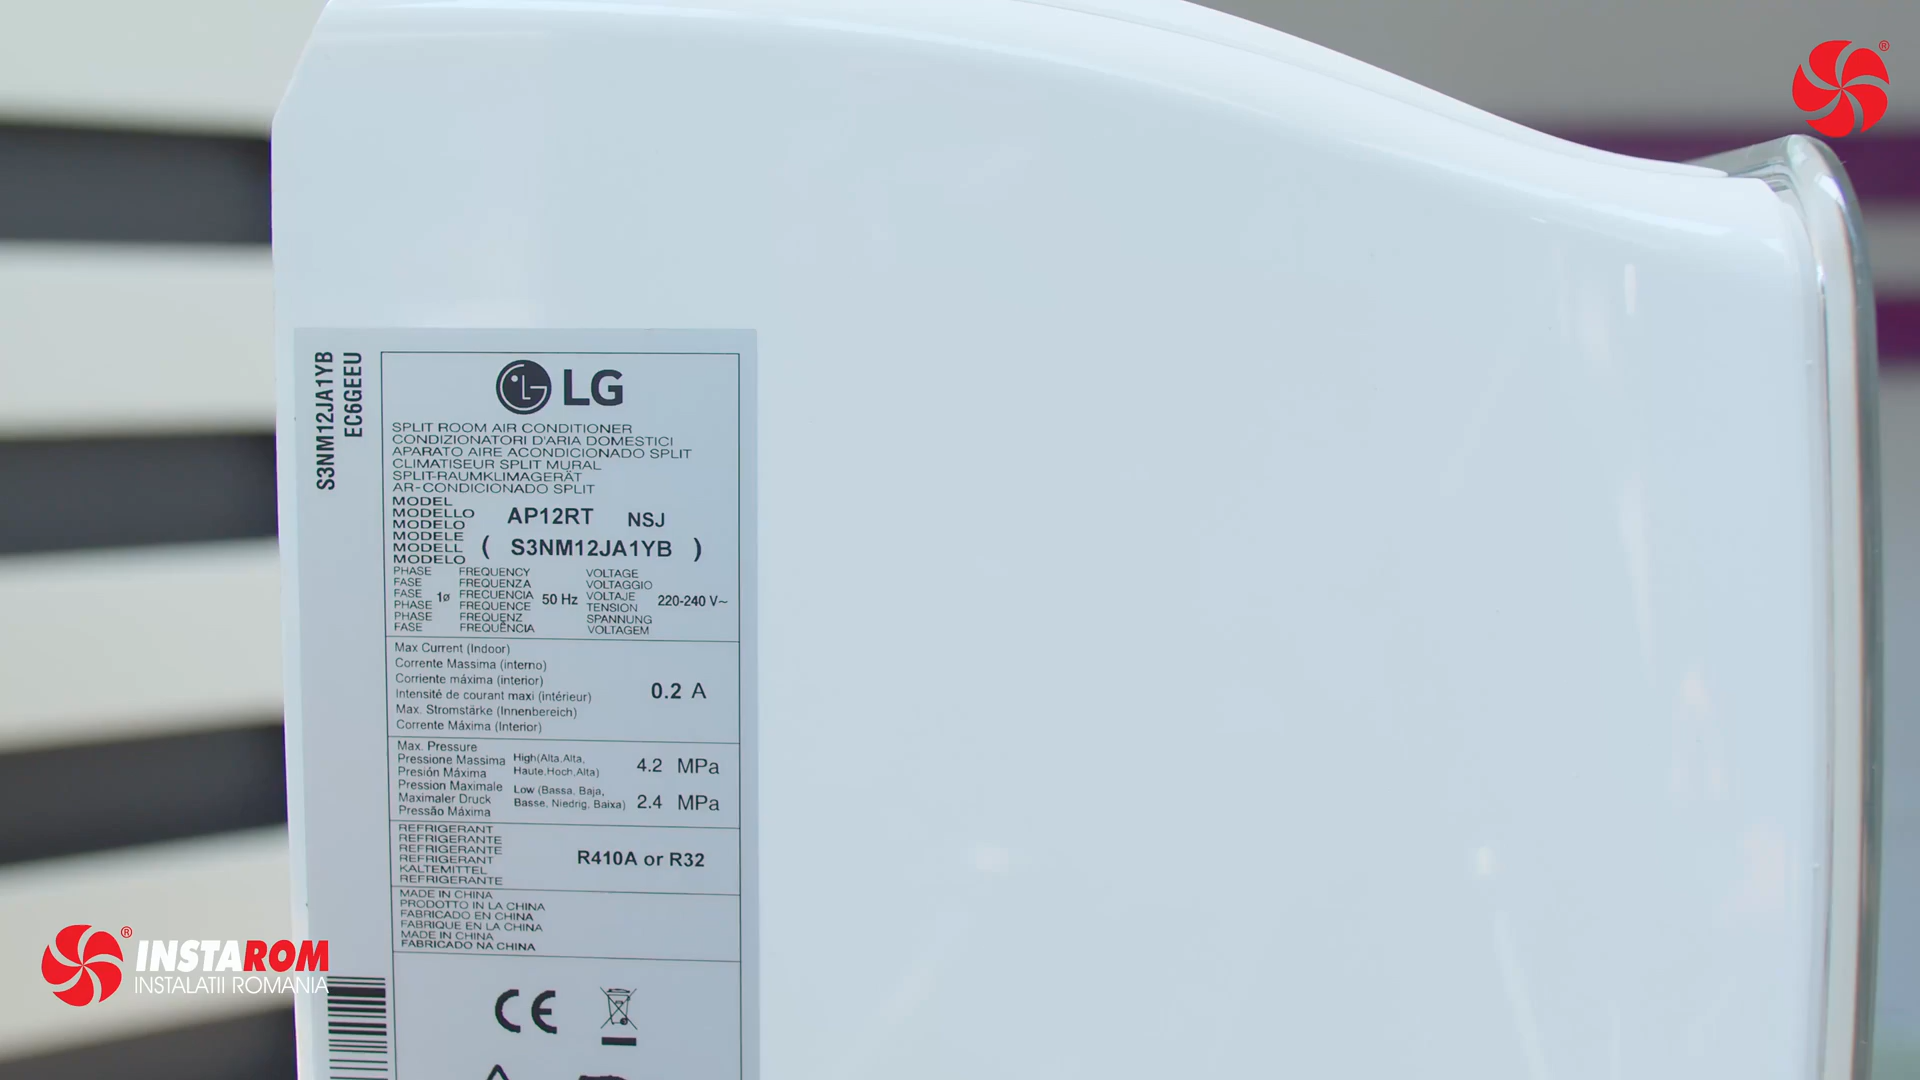 ®
S3NM12JA1YB
EC6GEEU
LG
SPLIT ROOM AIR CONDITIONER
CONDIZIONATORI D'ARIA DOMESTICI
APARATO AIRE ACONDICIONADO SPLIT
CLIMATISEUR SPLIT MURAL
SPLIT-RAUMKLIMAGERÄT
AR-CONDICIONADO SPLIT
MODEL
MODELLO
MODELO
MODELE
MODELL
MODELO
AP12RT NSJ
( S3NM12JA1YB )
PHASE
FASE
FASE
PHASE
PHASE
FASE
1ø
FREQUENCY
FREQUENZA
FRECUENCIA
FREQUENCE
FREQUENZ
FREQUÊNCIA
50 Hz
VOLTAGE
VOLTAGGIO
VOLTAJE
TENSION
SPANNUNG
VOLTAGEM
220-240 V~
Max Current (Indoor)
Corrente Massima (interno)
Corriente máxima (interior)
Intensité de courant maxi (intérieur)
Max. Stromstärke (Innenbereich)
Corrente Máxima (Interior)
0.2 A
Max. Pressure
Pressione Massima
Presión Máxima
Pression Maximale
Maximaler Druck
Pressão Máxima
High(Alta,Alta,
Haute,Hoch,Alta)
4.2 MPa
Low (Bassa, Baja,
Basse, Niedrig, Baixa)
2.4 MPa
REFRIGERANT
REFRIGERANTE
REFRIGERANTE
REFRIGERANT
KALTEMITTEL
REFRIGERANTE
R410A or R32
MADE IN CHINA
PRODOTTO IN LA CHINA
FABRICADO EN CHINA
FABRIQUE EN LA CHINA
MADE IN CHINA
FABRICADO NA CHINA
CE
®
INSTAROM
INSTALATII ROMANIA